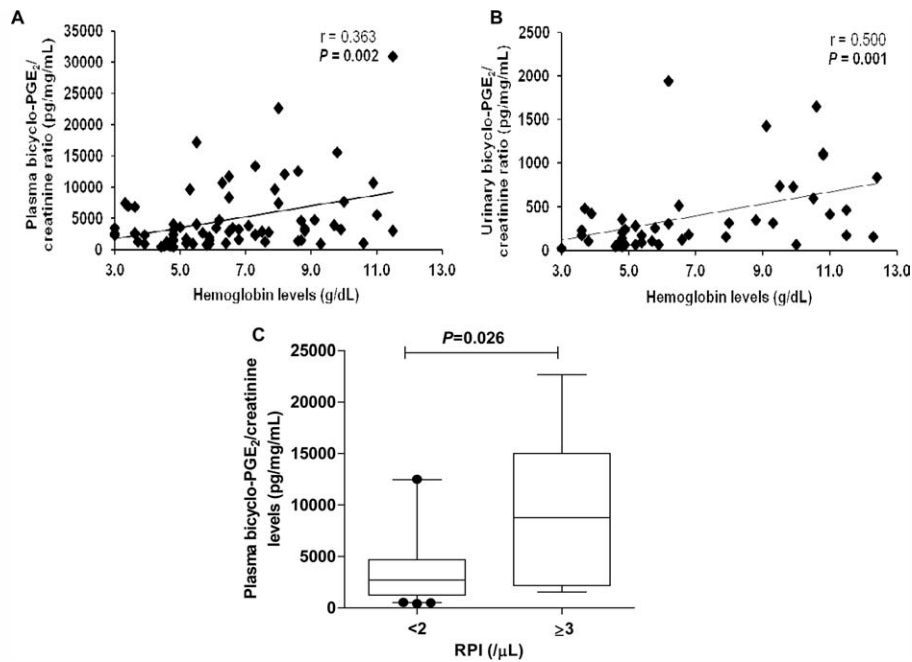 A
Plasma bicyclo-PGE₂/
creatinine ratio (pg/mg/mL)
35000
30000
25000
20000
15000
10000
5000
0
r = 0.363
P = 0.002
3.0 5.0 7.0 9.0 11.0 13.0
Hemoglobin levels (g/dL)
B
Urinary bicyclo-PGE₂/
creatinine ratio (pg/mg/mL)
2500
2000
1500
1000
500
0
r = 0.500
P = 0.001
3.0 5.0 7.0 9.0 11.0 13.0
Hemoglobin levels (g/dL)
C
Plasma bicyclo-PGE₂/creatinine
levels (pg/mg/mL)
25000
20000
15000
10000
5000
0
P=0.026
<2 ≥3
RPI (/µL)